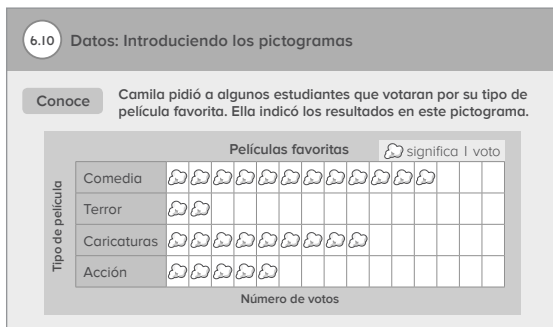 6.10 Datos: Introduciendo los pictogramas
Conoce
Camila pidió a algunos estudiantes que votaran por su tipo de
película favorita. Ella indicó los resultados en este pictograma.
Películas favoritas
significa 1 voto
Tipo de película
Comedia
Terror
Caricaturas
Acción
Número de votos